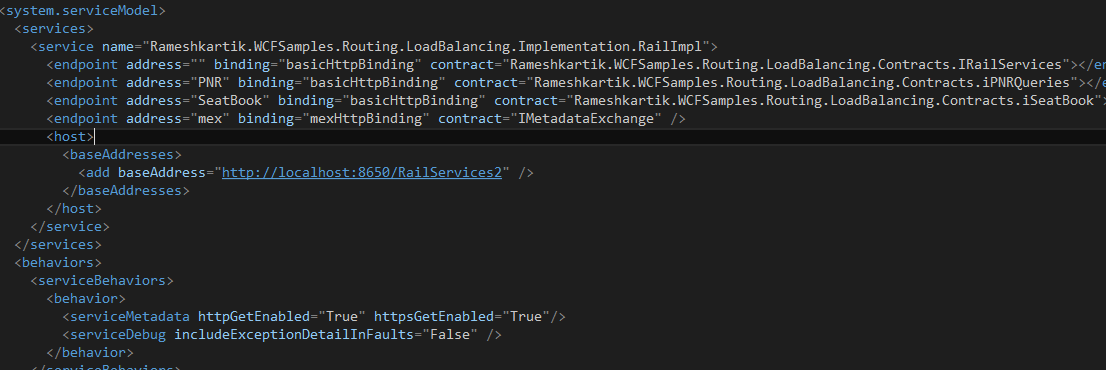 <system.serviceModel>
<services>
<service name="Rameshkartik.WCFSamples.Routing.LoadBalancing.Implementation.RailImpl">
<endpoint address="" binding="basicHttpBinding" contract="Rameshkartik.WCFSamples.Routing.LoadBalancing.Contracts.IRailServices"></en
<endpoint address="PNR" binding="basicHttpBinding" contract="Rameshkartik.WCFSamples.Routing.LoadBalancing.Contracts.iPNRQueries"></e
<endpoint address="SeatBook" binding="basicHttpBinding" contract="Rameshkartik.WCFSamples.Routing.LoadBalancing.Contracts.iSeatBook">
<endpoint address="mex" binding="mexHttpBinding" contract="IMetadataExchange" />
<host>
<baseAddresses>
<add baseAddress="http://localhost:8650/RailServices2" />
</baseAddresses>
</host>
</service>
</services>
<behaviors>
<serviceBehaviors>
<behavior>
<serviceMetadata httpGetEnabled="True" httpsGetEnabled="True"/>
<serviceDebug includeExceptionDetailInFaults="False" />
</behavior>
</serviceBehaviors>